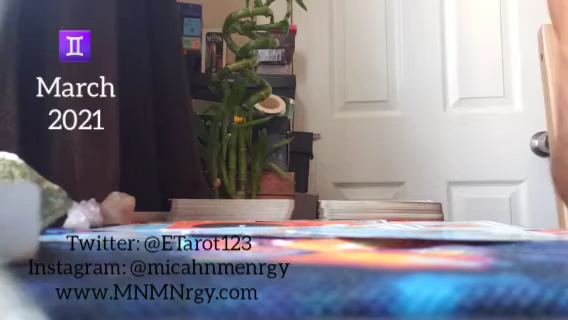 ♊
March
2021
Twitter: @ETarot123
Instagram: @micahnmenrgy
www.MNMNrgy.com